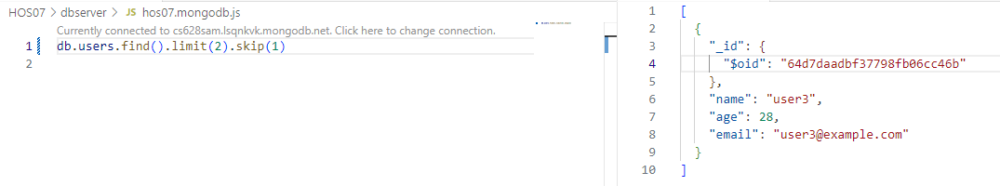 HOS07 > dbserver > JS hos07.mongodb.js
Currently connected to cs628sam.lsqnkvk.mongodb.net. Click here to change connection.
1 db.users.find().limit(2).skip(1)
2
1 [
2 {
3 "_id": {
4 "$oid": "64d7daadbf37798fb06cc46b"
5 },
6 "name": "user3",
7 "age": 28,
8 "email": "user3@example.com"
9 }
10 ]